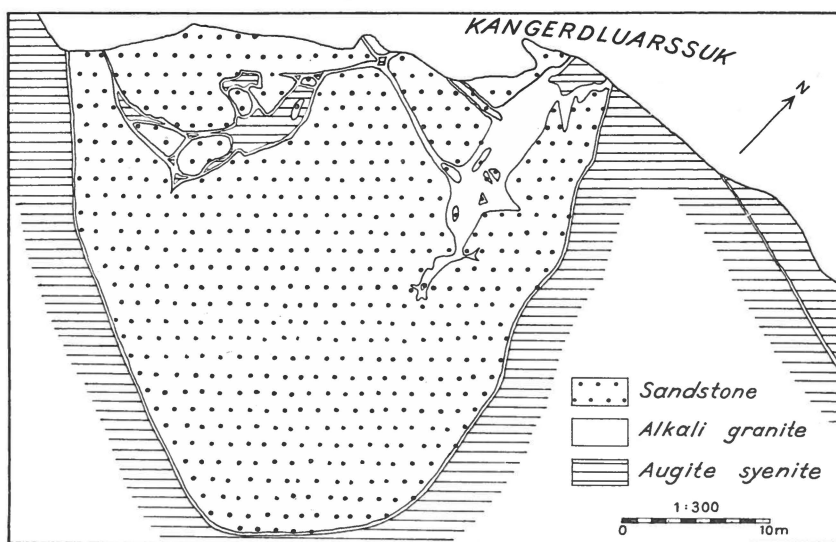 KANGERDLUARSSUK
N
Sandstone
Alkali granite
Augite syenite
1:300
0 10m